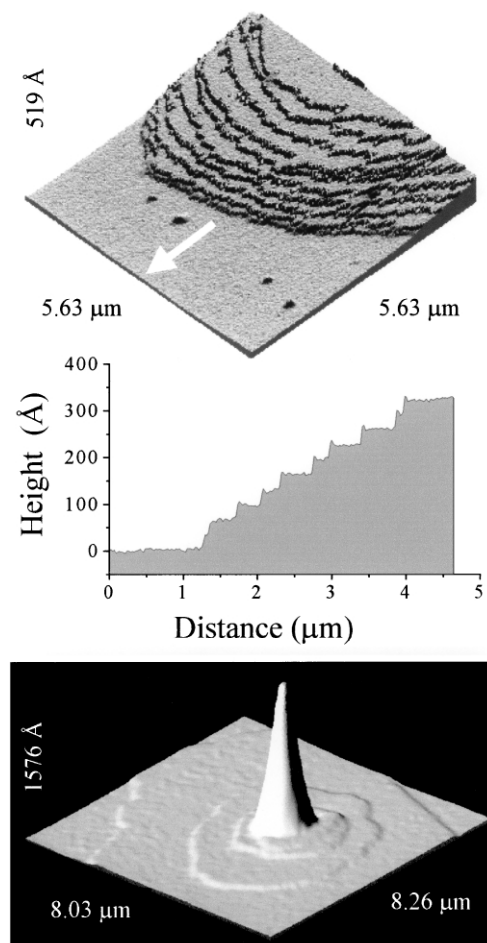 519 Å
5.63 μm
5.63 μm
400
300
200
100
0
Height (Å)
0
1
2
3
4
5
Distance (μm)
1576 Å
8.03 μm
8.26 μm